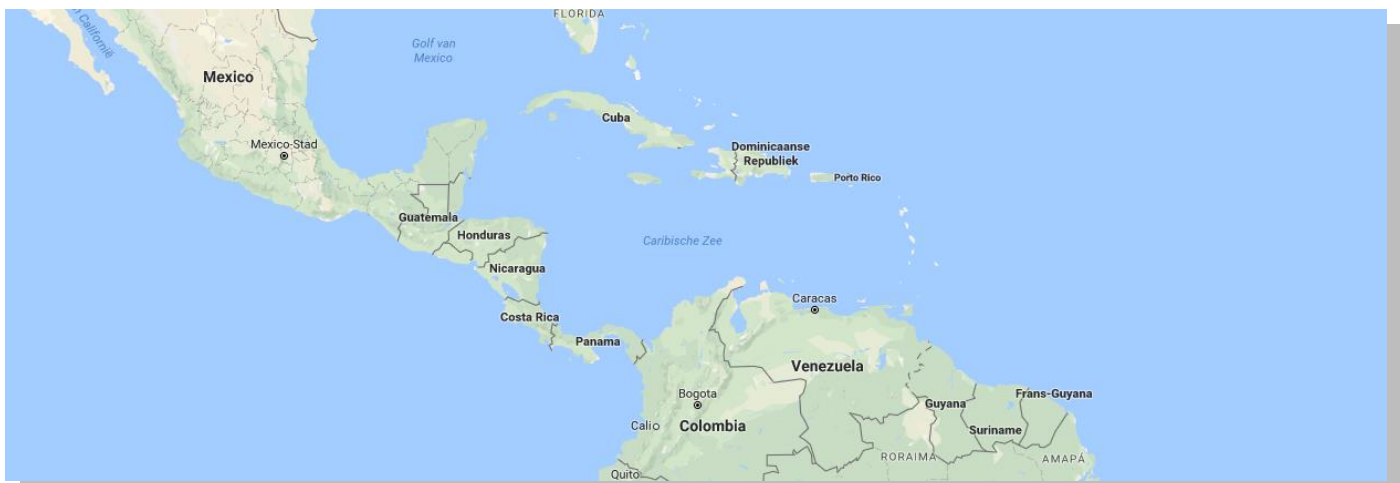 FLORIDA
Californië
Golf van
Mexico
Mexico
Cuba
Mexico-Stad
Dominicaanse
Republiek
Porto Rico
Guatemala
Honduras
Caribische Zee
Nicaragua
Caracas
Costa Rica
Panama
Venezuela
Bogota
Frans-Guyana
Guyana
Calio
Colombia
Suriname
RORAIMA
AMAPÁ
Quito